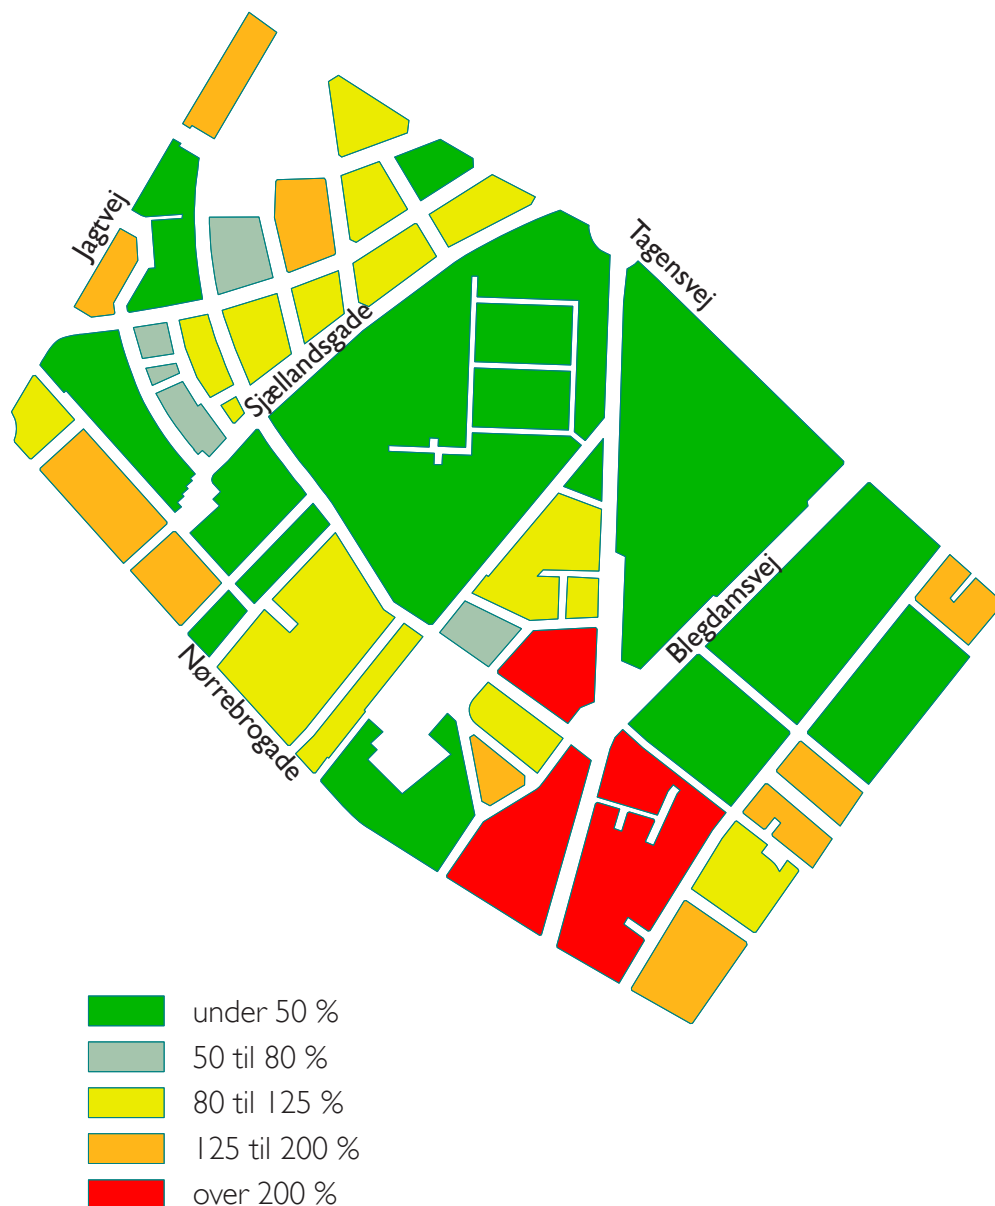 Jagtvej
Tagensvej
Sjællandsgade
Blegdamsvej
Nørrebrogade
under 50 %
50 til 80 %
80 til 125 %
125 til 200 %
over 200 %